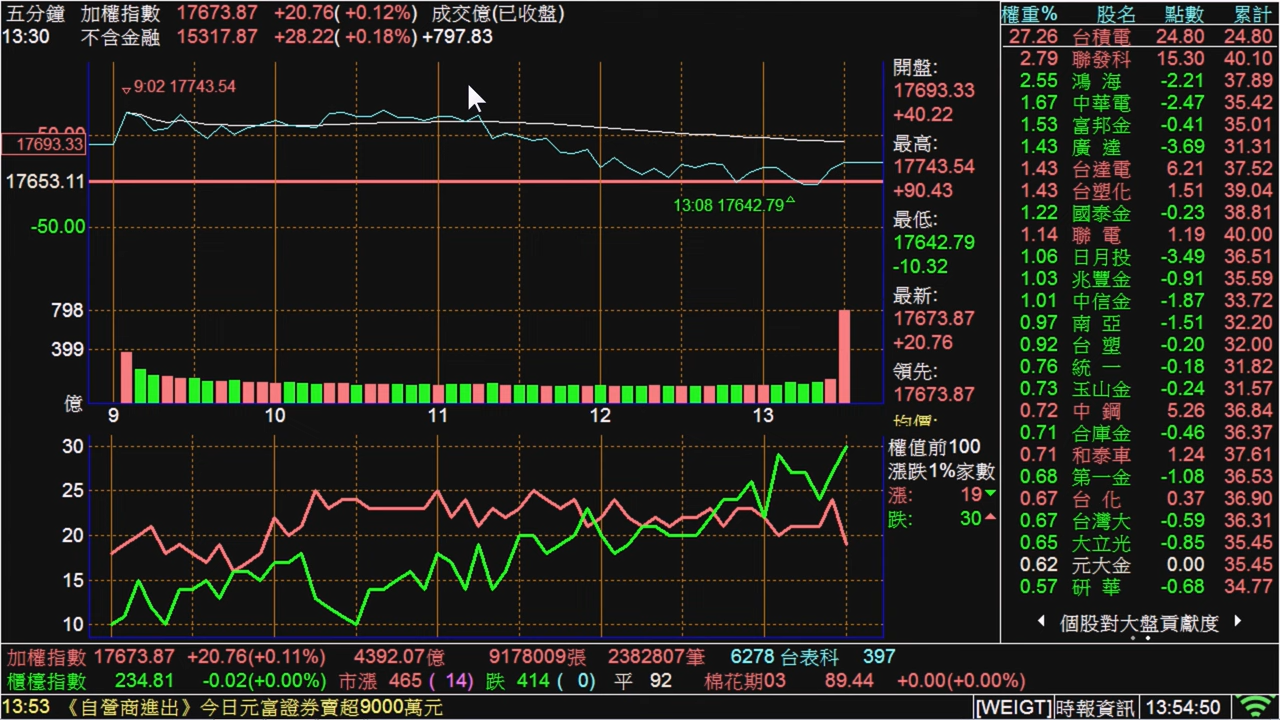 五分鐘 加權指數 17673.87 +20.76( +0.12%) 成交億(已收盤)
13:30 不含金融 15317.87 +28.22( +0.18%) +797.83
▽9:02 17743.54
50.00
17693.33
17653.11
-50.00
13:08 17642.79△
798
399
億
9 10 11 12 13
開盤:
17693.33
+40.22
最高:
17743.54
+90.43
最低:
17642.79
-10.32
最新:
17673.87
+20.76
領先:
17673.87
均價:
30
25
20
15
10
權值前100
漲跌1%家數
漲: 19▼
跌: 30▲
權重% 股名 點數 累計
27.26 台積電 24.80 24.80
2.79 聯發科 15.30 40.10
2.55 鴻 海 -2.21 37.89
1.67 中華電 -2.47 35.42
1.53 富邦金 -0.41 35.01
1.43 廣 達 -3.69 31.31
1.43 台達電 6.21 37.52
1.43 台塑化 1.51 39.04
1.22 國泰金 -0.23 38.81
1.14 聯 電 1.19 40.00
1.06 日月投 -3.49 36.51
1.03 兆豐金 -0.91 35.59
1.01 中信金 -1.87 33.72
0.97 南 亞 -1.51 32.20
0.92 台 塑 -0.20 32.00
0.76 統 一 -0.18 31.82
0.73 玉山金 -0.24 31.57
0.72 中 鋼 5.26 36.84
0.71 合庫金 -0.46 36.37
0.71 和泰車 1.24 37.61
0.68 第一金 -1.08 36.53
0.67 台 化 0.37 36.90
0.67 台灣大 -0.59 36.31
0.65 大立光 -0.85 35.45
0.62 元大金 0.00 35.45
0.57 研 華 -0.68 34.77
個股對大盤貢獻度
加權指數 17673.87 +20.76(+0.11%) 4392.07億 9178009張 2382807筆 6278 台表科 397
櫃檯指數 234.81 -0.02(+0.00%) 市漲 465 ( 14) 跌 414 ( 0) 平 92 棉花期03 89.44 +0.00(+0.00%)
13:53 《自營商進出》今日元富證券賣超9000萬元 [WEIGT] 時報資訊 13:54:50